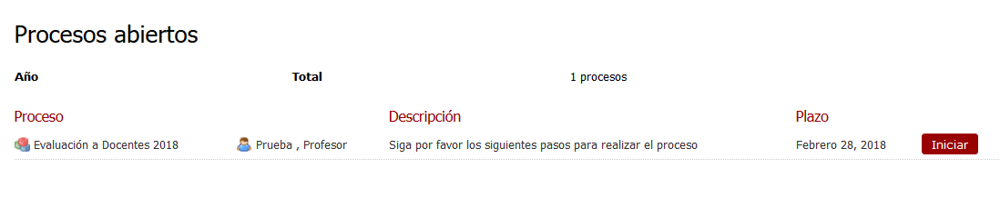 Procesos abiertos
Año Total 1 procesos
Proceso Descripción Plazo
Evaluación a Docentes 2018 Prueba , Profesor Siga por favor los siguientes pasos para realizar el proceso Febrero 28, 2018 Iniciar